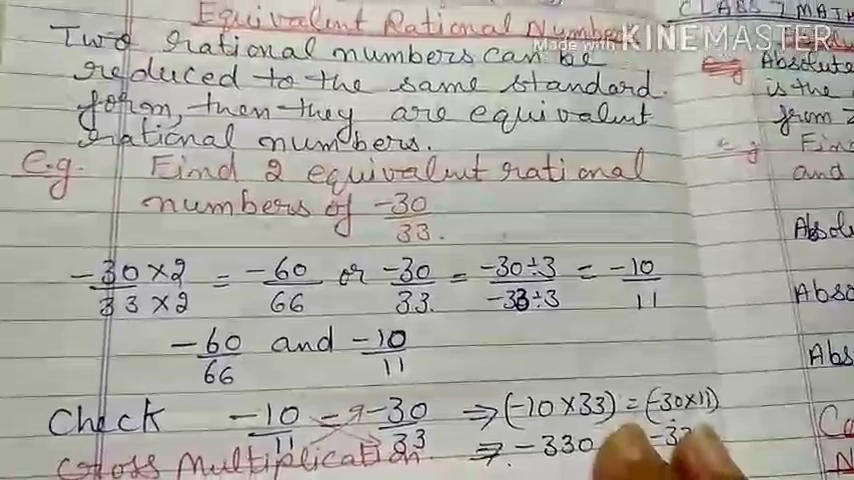 Equivalent Rational Number
Made with KINEMASTER
Two rational numbers can be
reduced to the same standard
form, then they are equivalent
rational numbers.
E.g. Find 2 equivalent rational
numbers of -30/33.
-30×2/33×2 = -60/66 or -30/33. = -30÷3/-33÷3 = -10/11
-60/66 and -10/11
Check -10/11 = -30/33 ⇒ (-10×33) = (-30×11)
Cross Multiplication ⇒ -330
CLASS 7 MATH
e.g Absolute
is the
from
e.g Find
and
Absol
Abso
Abs